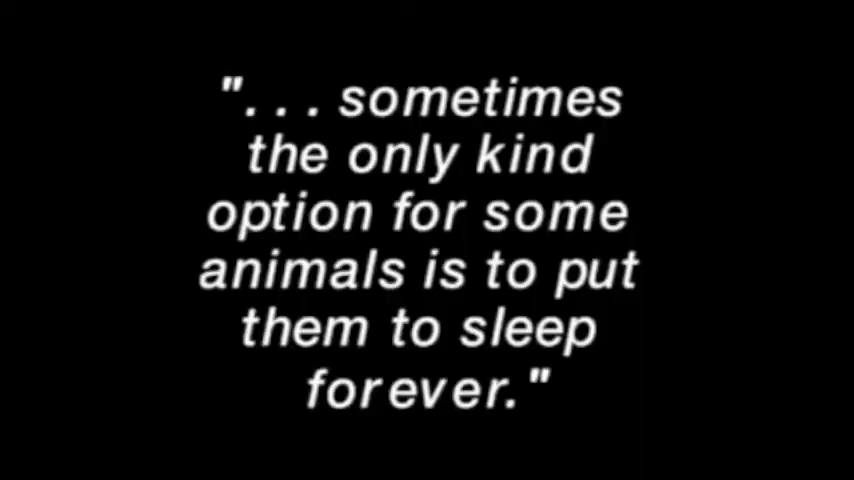 ". . . sometimes
the only kind
option for some
animals is to put
them to sleep
forever."